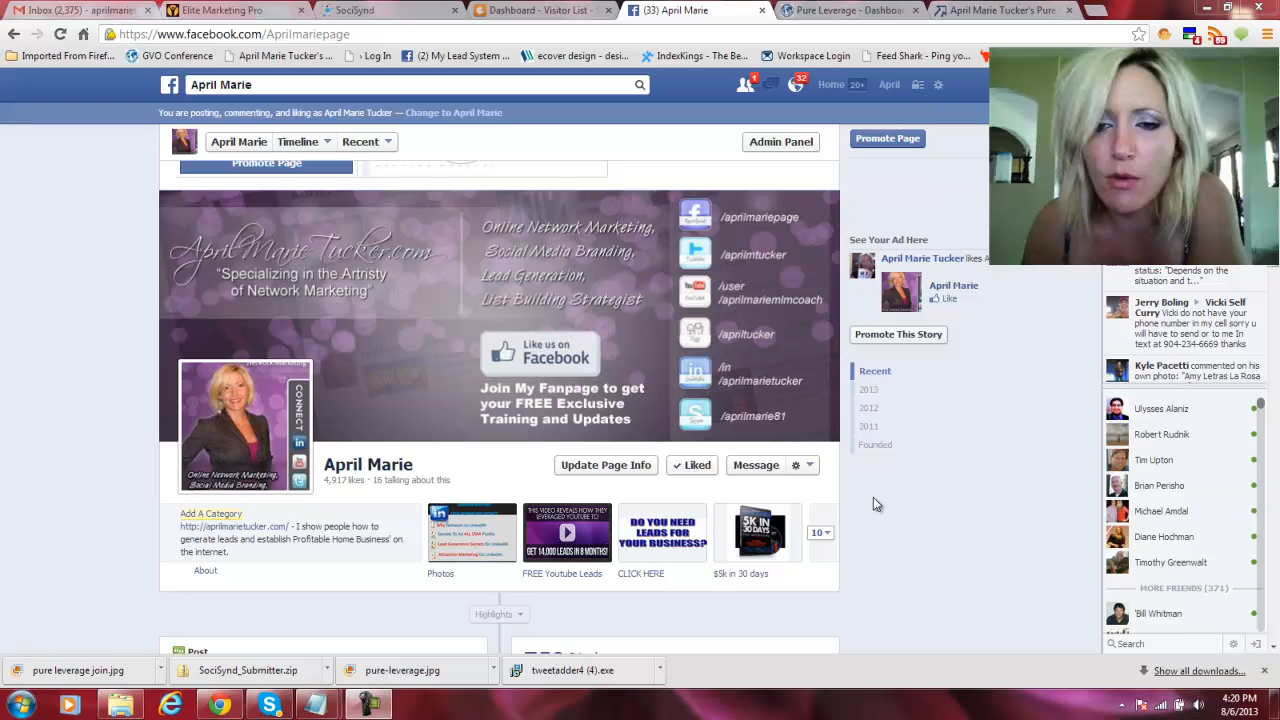 Inbox (2,375) - aprilmaries
Elite Marketing Pro
SociSynd
Dashboard - Visitor List -
(33) April Marie
Pure Leverage - Dashboa
April Marie Tucker's Pure
https://www.facebook.com/Aprilmariepage
4
89
Imported From Firefox
GVO Conference
April Marie Tucker's
› Log In
(2) My Lead System
ecover design - desi
IndexKings - The Be
Workspace Login
Feed Shark - Ping yo
April Marie
1
32
Home 20+
April
You are posting, commenting, and liking as April Marie Tucker — Change to April Marie
April Marie
Timeline
Recent
Admin Panel
Promote Page
Promote Page
AprilMarieTucker.com
"Specializing in the Artristy
of Network Marketing"
Online Network Marketing,
Social Media Branding,
Lead Generation,
List Building Strategist
/aprilmariepage
/aprilmtucker
/user
/aprilmariemlmcoach
/apriltucker
/in
/aprilmarietucker
/aprilmarie81
Like us on
Facebook
Join My Fanpage to get
your FREE Exclusive
Training and Updates
CONNECT
Online Network Marketing,
Social Media Branding,
See Your Ad Here
April Marie Tucker likes A
April Marie
Like
Promote This Story
Recent
2013
2012
2011
Founded
April Marie
4,917 likes · 16 talking about this
Update Page Info
Liked
Message
Add A Category
http://aprilmarietucker.com/ - I show people how to
generate leads and establish Profitable Home Business' on
the internet.
About
Photos
THIS VIDEO REVEALS HOW THEY
LEVERAGED YOUTUBE TO
GET 14,000 LEADS IN 8 MONTHS!
FREE Youtube Leads
DO YOU NEED
LEADS FOR
YOUR BUSINESS?
CLICK HERE
5K IN
30 DAYS
$5k in 30 days
10
Highlights
Post
status: "Depends on the
situation and t..."
Jerry Boling ▸ Vicki Self
Curry Vicki do not have your
phone number in my cell sorry u
will have to send or to me In
text at 904-234-6669 thanks
Kyle Pacetti commented on his
own photo: "Amy Letras La Rosa
Ulysses Alaniz
Robert Rudnik
Tim Upton
Brian Perisho
Michael Amdal
Diane Hochman
Timothy Greenwalt
MORE FRIENDS (371)
'Bill Whitman
Search
pure leverage join.jpg
SociSynd_Submitter.zip
pure-leverage.jpg
tweetadder4 (4).exe
Show all downloads...
4:20 PM
8/6/2013